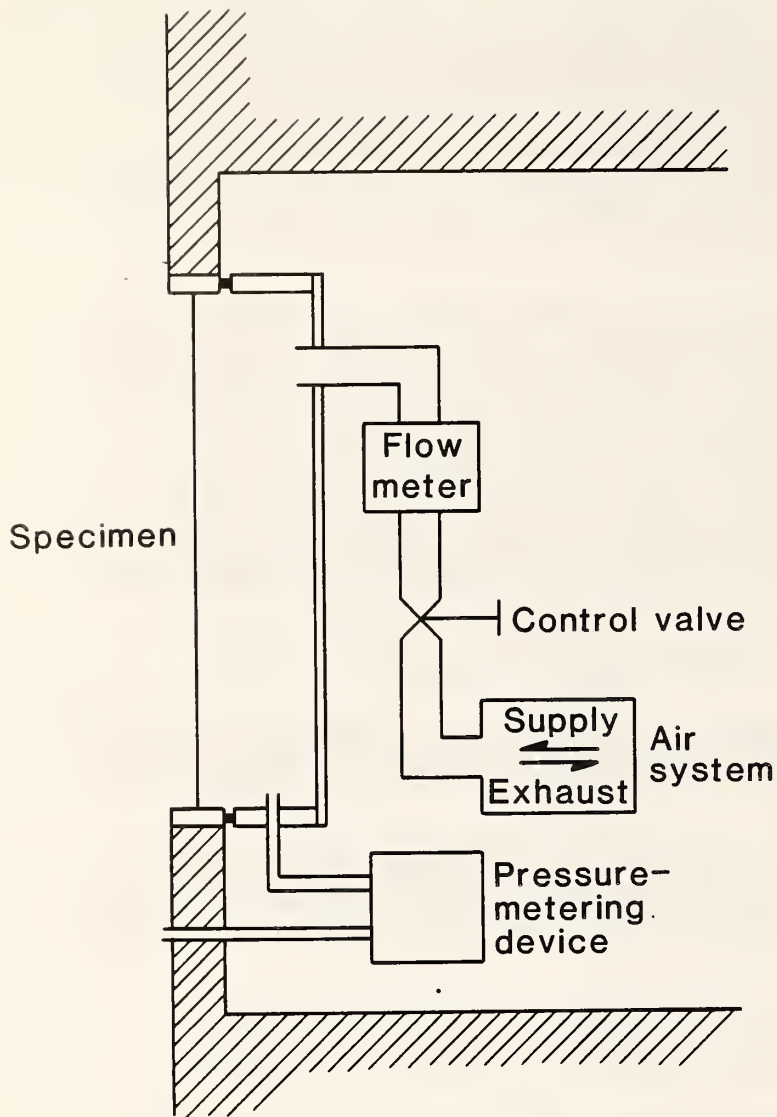 Flow
meter
Specimen
Control valve
Supply
Exhaust
Air
system
Pressure-
metering
device